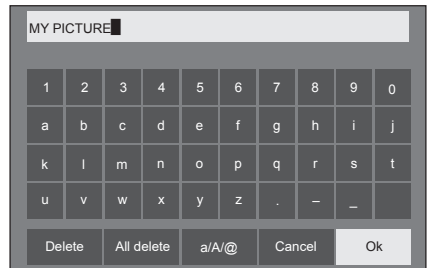 MY PICTURE
1 2 3 4 5 6 7 8 9 0
a b c d e f g h i j
k l m n o p q r s t
u v w x y z . – _
Delete All delete a/A/@ Cancel Ok